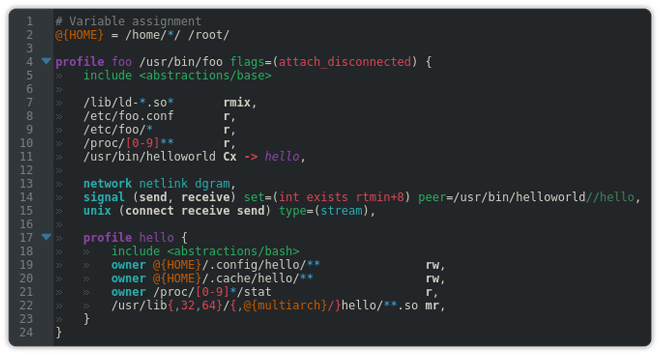 1 # Variable assignment
2 @{HOME} = /home/*/ /root/
3
4 profile foo /usr/bin/foo flags=(attach_disconnected) {
5 » include <abstractions/base>
6 »
7 » /lib/ld-*.so* rmix,
8 » /etc/foo.conf r,
9 » /etc/foo/* r,
10 » /proc/[0-9]** r,
11 » /usr/bin/helloworld Cx -> hello,
12 »
13 » network netlink dgram,
14 » signal (send, receive) set=(int exists rtmin+8) peer=/usr/bin/helloworld//hello,
15 » unix (connect receive send) type=(stream),
16 »
17 » profile hello {
18 » » include <abstractions/bash>
19 » » owner @{HOME}/.config/hello/** rw,
20 » » owner @{HOME}/.cache/hello/** rw,
21 » » owner /proc/[0-9]*/stat r,
22 » » /usr/lib{,32,64}/{,@{multiarch}/}hello/**.so mr,
23 » }
24 }